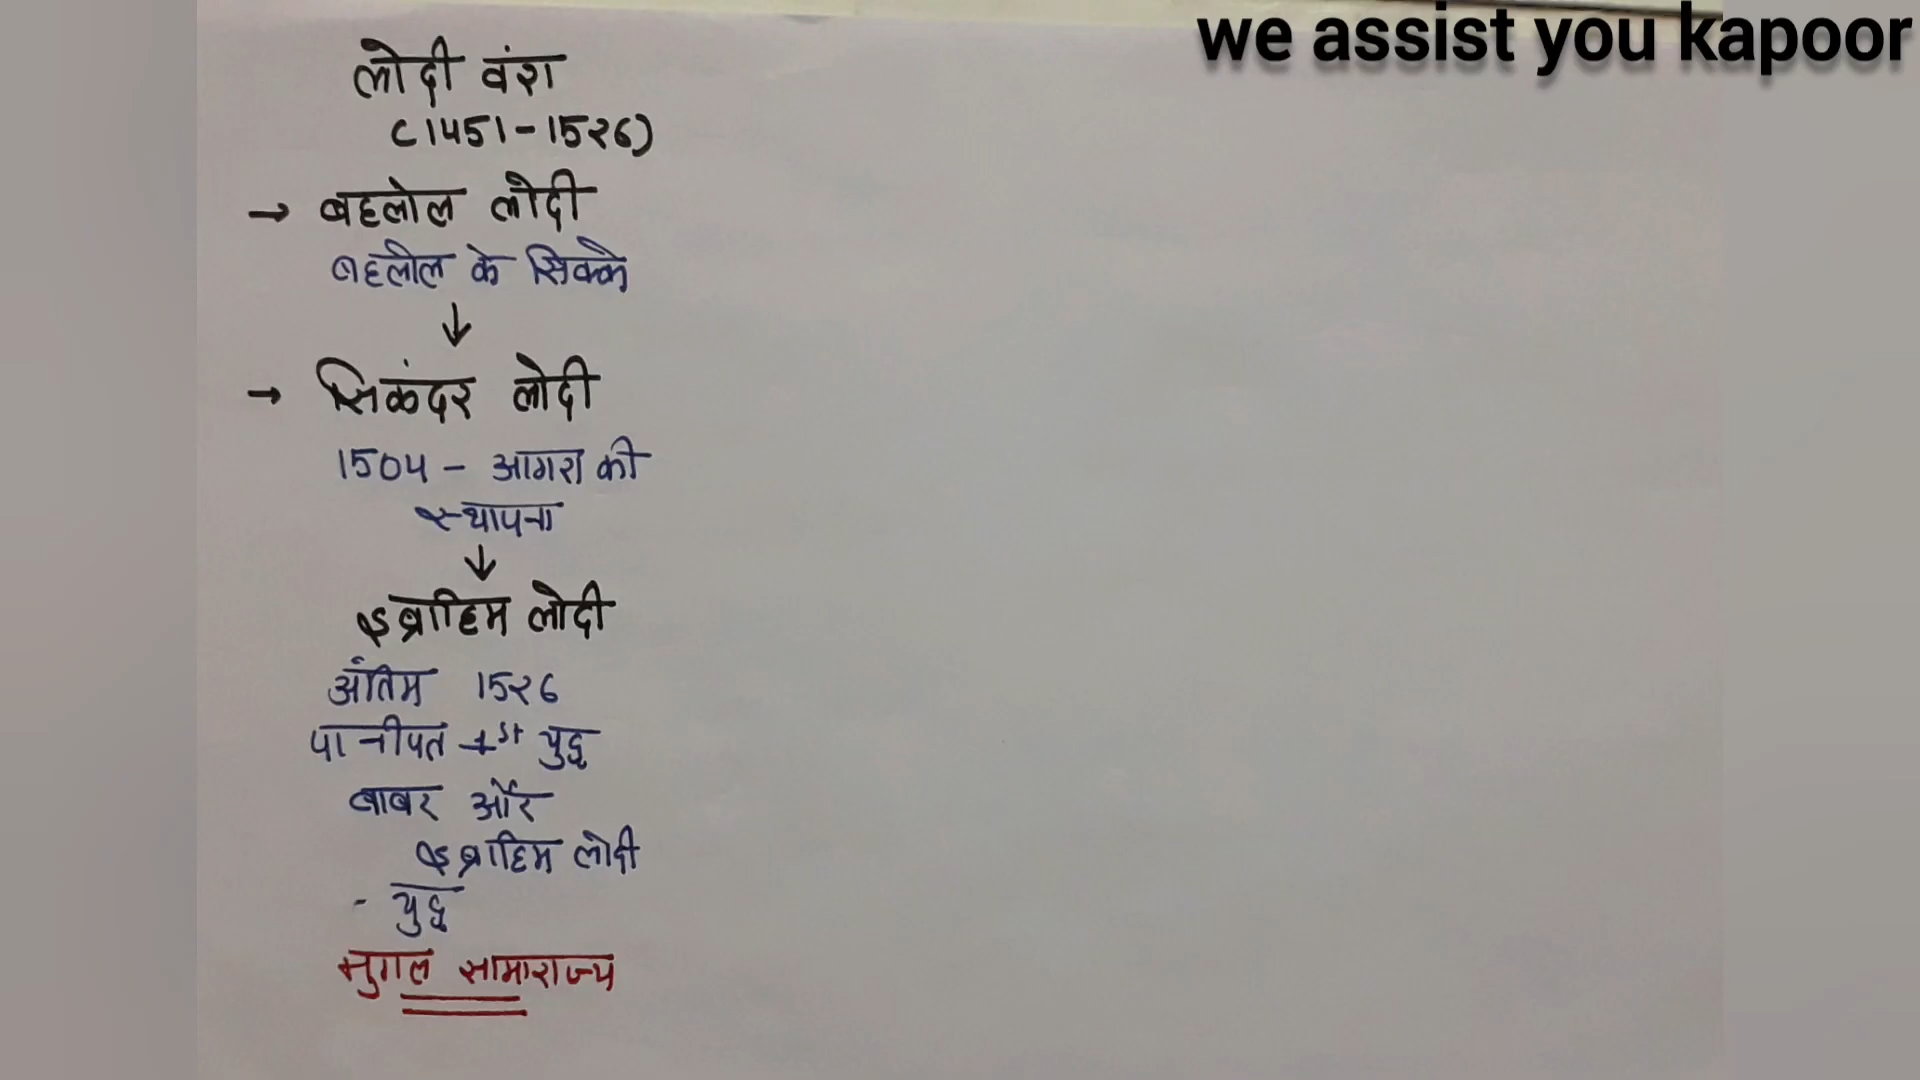 we assist you kapoor
लोदी वंश
(1451-1526)
→ बहलोल लोदी
बहलोल के सिक्के
↓
→ सिकंदर लोदी
1504 - आगरा की
स्थापना
↓
इब्राहिम लोदी
अंतिम 1526
पानीपत 1st युद्ध
बाबर और
इब्राहिम लोदी
- युद्ध
मुगल सामाराज्य